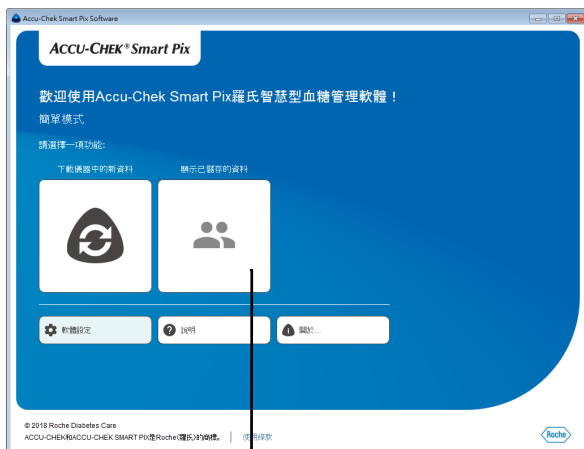 Accu-Chek Smart Pix Software
ACCU-CHEK® Smart Pix
歡迎使用Accu-Chek Smart Pix羅氏智慧型血糖管理軟體！
簡單模式
請選擇一項功能:
下載機器中的新資料
顯示已儲存的資料
軟體設定
說明
關於...
© 2018 Roche Diabetes Care
ACCU-CHEK和ACCU-CHEK SMART PIX是Roche(羅氏)的商標。
使用條款
Roche